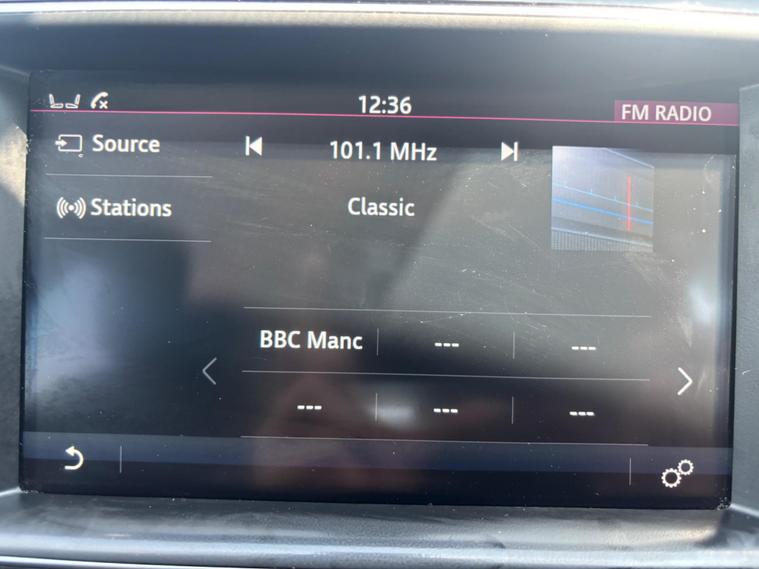 12:36
FM RADIO
Source
101.1 MHz
Stations
Classic
BBC Manc --- ---
--- --- ---